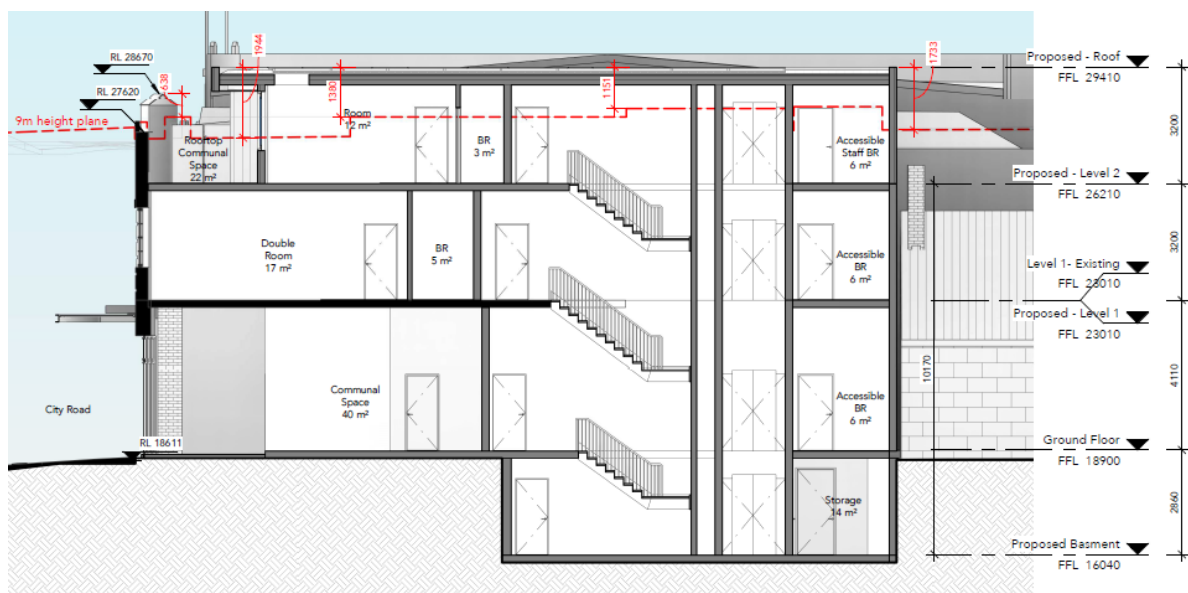 RL 28670
638
RL 27620
9m height plane
1944
1380
1151
1733
Proposed - Roof
FFL 29410
3200
Room
12 m²
BR
3 m²
Rooftop
Communal
Space
22 m²
Accessible
Staff BR
6 m²
Proposed - Level 2
FFL 26210
3200
Double
Room
17 m²
BR
5 m²
Accessible
BR
6 m²
Level 1- Existing
FFL 23010
Proposed - Level 1
FFL 23010
10170
4110
Communal
Space
40 m²
Accessible
BR
6 m²
City Road
RL 18611
Ground Floor
FFL 18900
2860
Storage
14 m²
Proposed Basment
FFL 16040